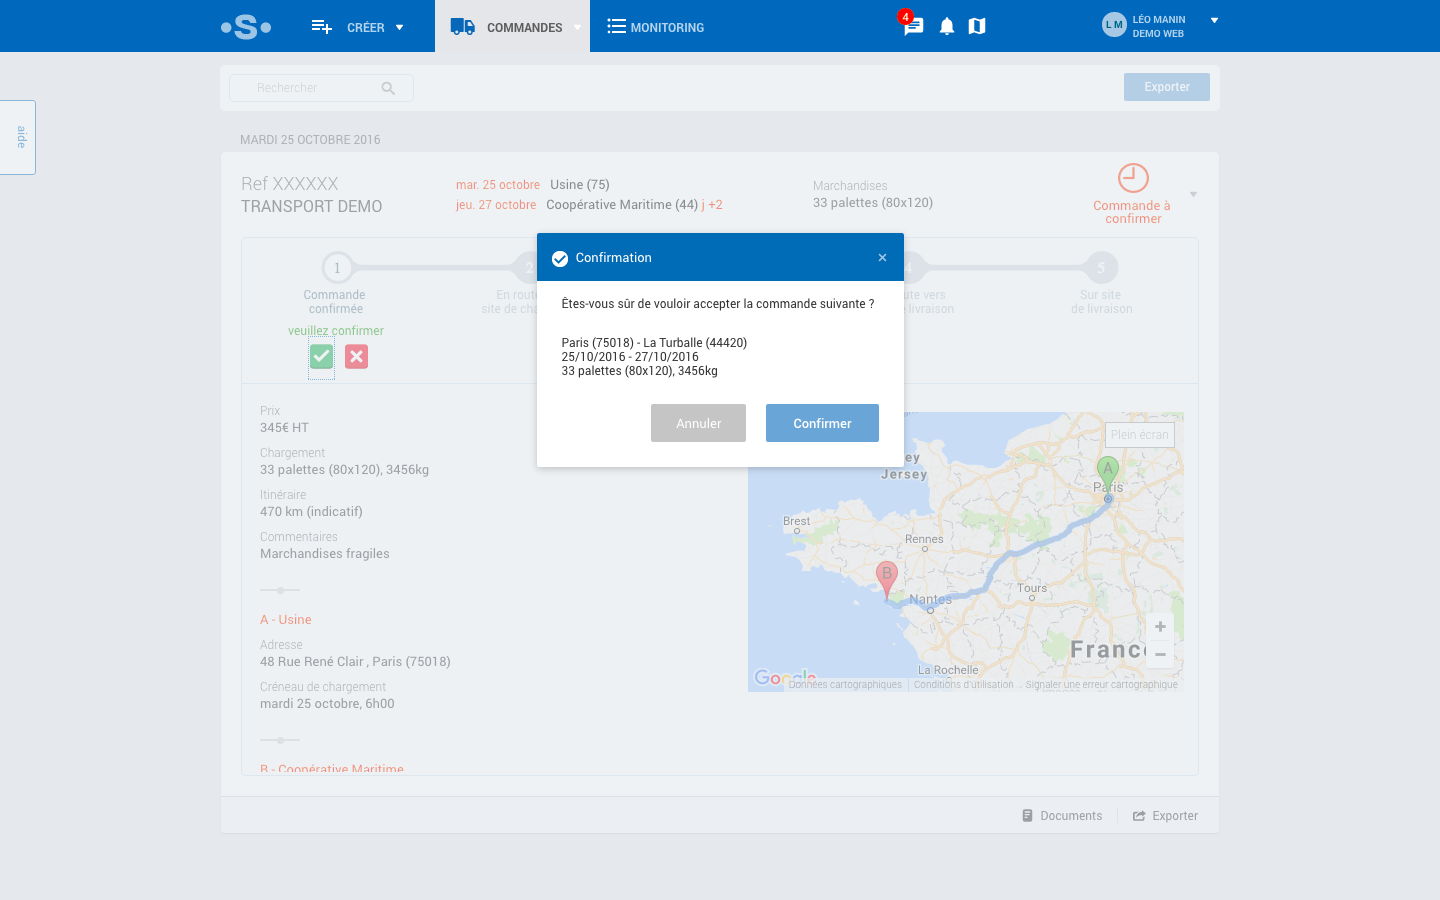 S
CRÉER
COMMANDES
MONITORING
4
L M
LÉO MANIN
DEMO WEB
Rechercher
Exporter
aide
MARDI 25 OCTOBRE 2016
Ref XXXXXX
TRANSPORT DEMO
mar. 25 octobre Usine (75)
jeu. 27 octobre Coopérative Maritime (44) j +2
Marchandises
33 palettes (80x120)
Commande à
confirmer
1
Commande
confirmée
veuillez confirmer
2
En route
site de cha
4
ute vers
livraison
5
Sur site
de livraison
Confirmation
×
Êtes-vous sûr de vouloir accepter la commande suivante ?
Paris (75018) - La Turballe (44420)
25/10/2016 - 27/10/2016
33 palettes (80x120), 3456kg
Annuler
Confirmer
Prix
345€ HT
Chargement
33 palettes (80x120), 3456kg
Itinéraire
470 km (indicatif)
Commentaires
Marchandises fragiles
A - Usine
Adresse
48 Rue René Clair , Paris (75018)
Créneau de chargement
mardi 25 octobre, 6h00
B - Coopérative Maritime
Plein écran
ey
Jersey
A
Paris
Brest
Rennes
B
Nantes
Tours
+
−
France
La Rochelle
Google
Données cartographiques
Conditions d'utilisation
Signaler une erreur cartographique
Documents
Exporter